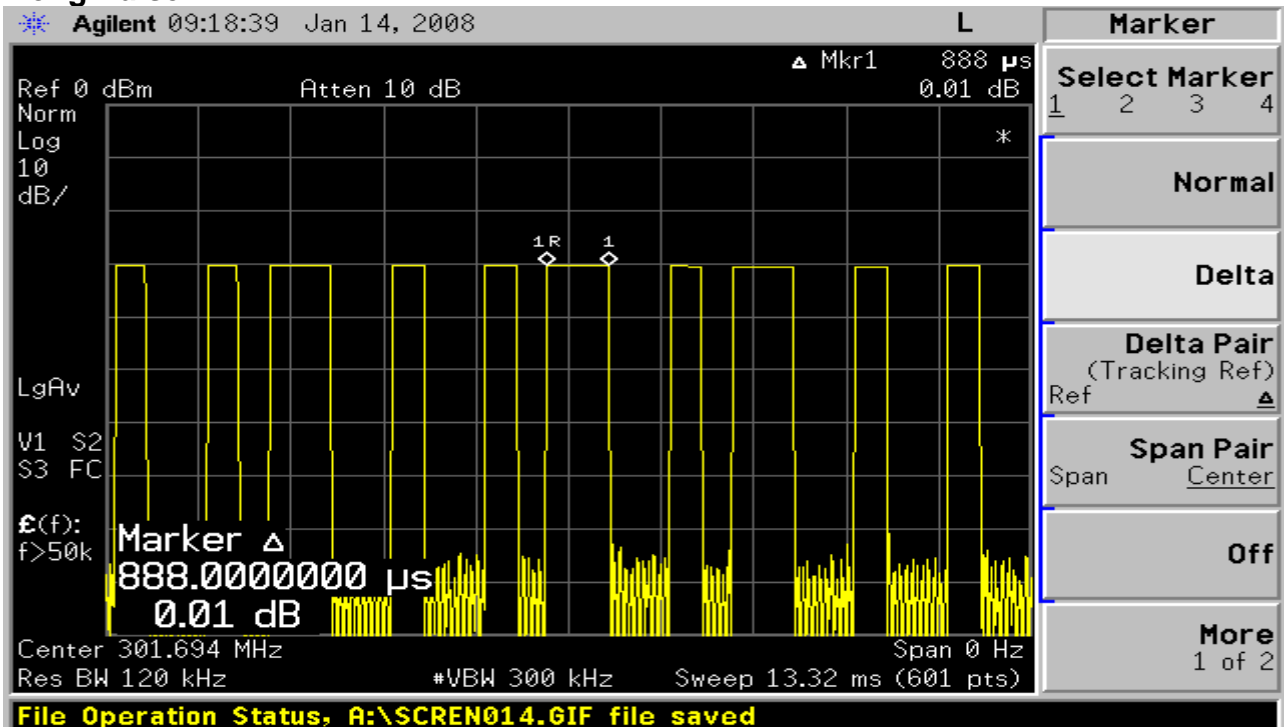 Agilent 09:18:39 Jan 14, 2008 L
Marker
Δ Mkr1 888 µs
Ref 0 dBm Atten 10 dB 0.01 dB
Norm
Log
10
dB/
*
1R 1
LgAv
V1 S2
S3 FC
£(f):
f>50k
Marker Δ
888.0000000 µs
0.01 dB
Center 301.694 MHz Span 0 Hz
Res BW 120 kHz #VBW 300 kHz Sweep 13.32 ms (601 pts)
Select Marker
1 2 3 4
Normal
Delta
Delta Pair
(Tracking Ref)
Ref Δ
Span Pair
Span Center
Off
More
1 of 2
File Operation Status, A:\SCREN014.GIF file saved